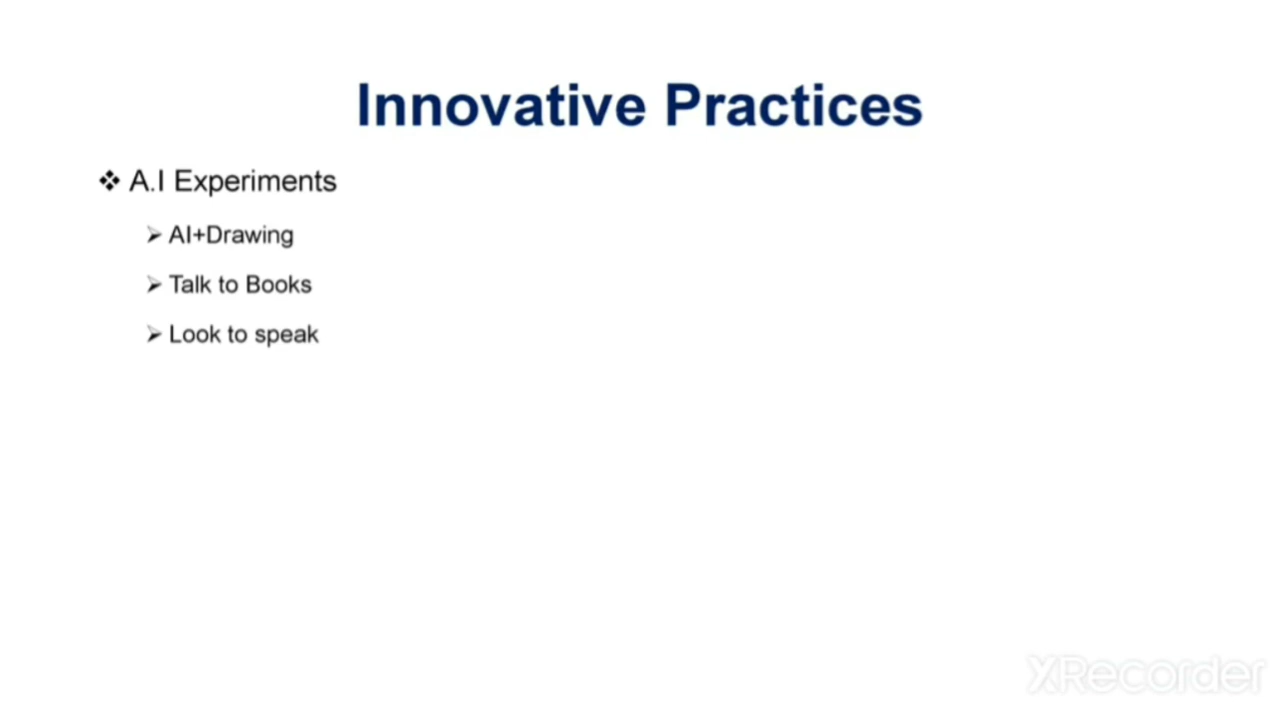 Innovative Practices
❖ A.I Experiments
➢ AI+Drawing
➢ Talk to Books
➢ Look to speak
XRecorder